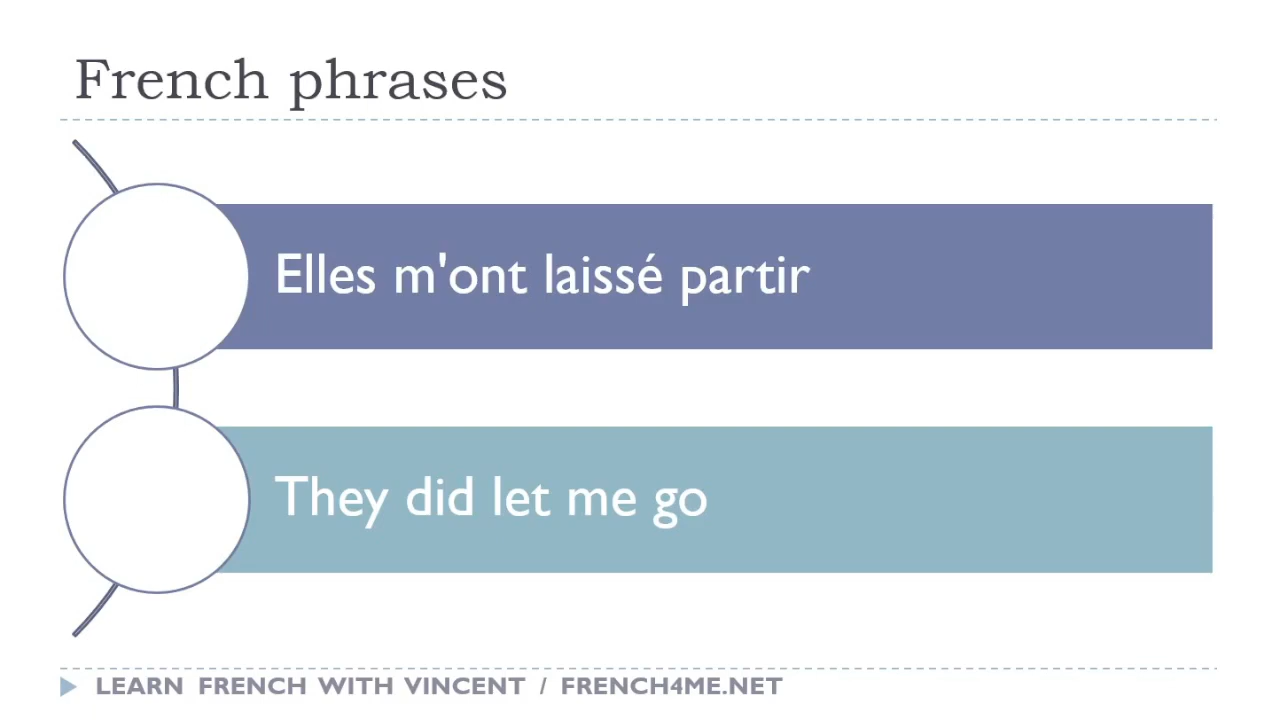 French phrases
Elles m'ont laissé partir
They did let me go
LEARN FRENCH WITH VINCENT / FRENCH4ME.NET